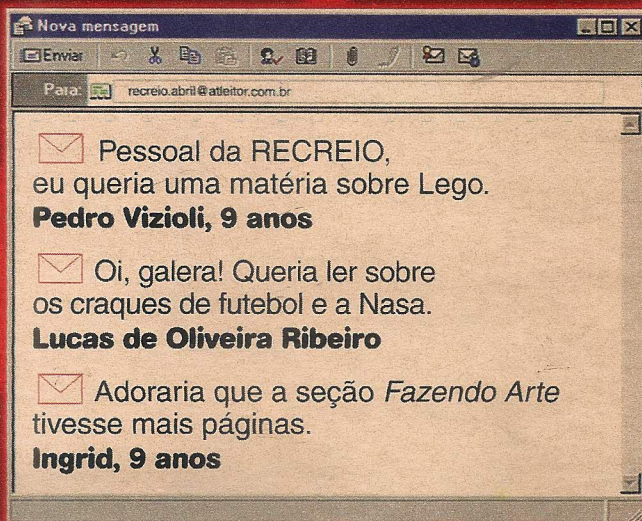 Nova mensagem
Enviar
Para: recreio.abril@atleitor.com.br
Pessoal da RECREIO,
eu queria uma matéria sobre Lego.
Pedro Vizioli, 9 anos
Oi, galera! Queria ler sobre
os craques de futebol e a Nasa.
Lucas de Oliveira Ribeiro
Adoraria que a seção Fazendo Arte
tivesse mais páginas.
Ingrid, 9 anos